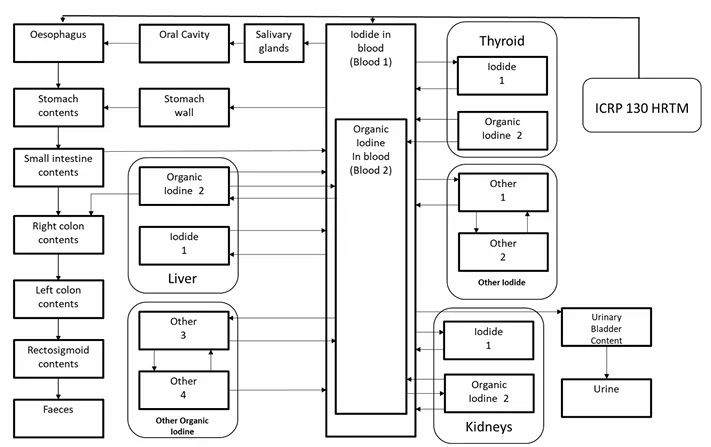 Oesophagus
Oral Cavity
Salivary
glands
Iodide in
blood
(Blood 1)
Thyroid
Iodide
1
Organic
Iodine 2
ICRP 130 HRTM
Stomach
contents
Stomach
wall
Organic
Iodine
In blood
(Blood 2)
Small intestine
contents
Organic
Iodine 2
Iodide
1
Liver
Other
1
Other
2
Other Iodide
Right colon
contents
Left colon
contents
Rectosigmoid
contents
Faeces
Other
3
Other
4
Other Organic
Iodine
Iodide
1
Organic
Iodine 2
Kidneys
Urinary
Bladder
Content
Urine